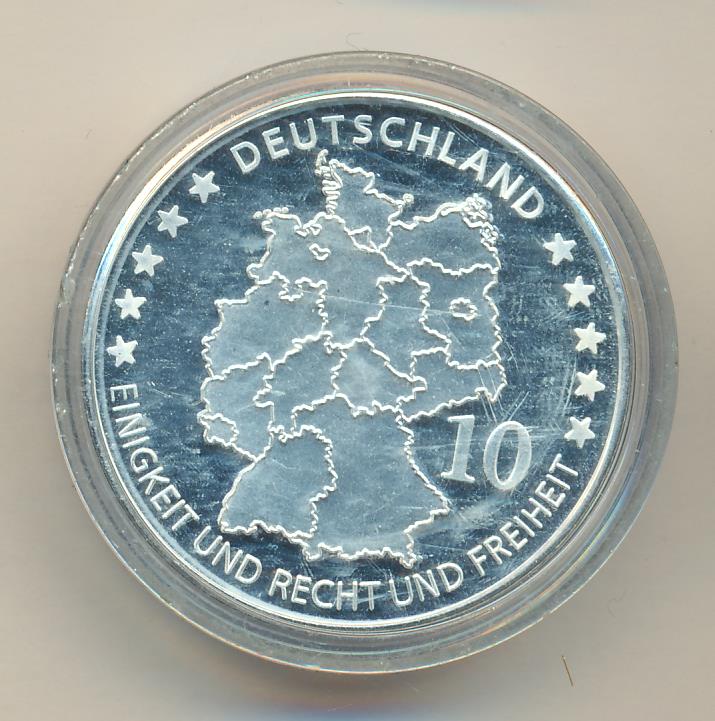 DEUTSCHLAND
10
EINIGKEIT UND RECHT UND FREIHEIT